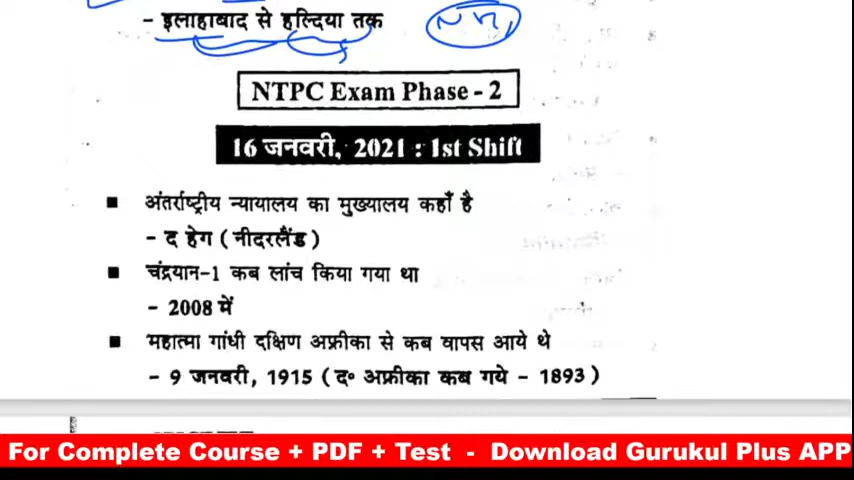 - इलाहाबाद से हल्दिया तक
NTPC Exam Phase - 2
16 जनवरी, 2021 : 1st Shift
■ अंतर्राष्ट्रीय न्यायालय का मुख्यालय कहाँ है
- द हेग (नीदरलैंड)
■ चंद्रयान-1 कब लांच किया गया था
- 2008 में
■ महात्मा गांधी दक्षिण अफ्रीका से कब वापस आये थे
- 9 जनवरी, 1915 (द॰ अफ्रीका कब गये - 1893)
For Complete Course + PDF + Test - Download Gurukul Plus APP